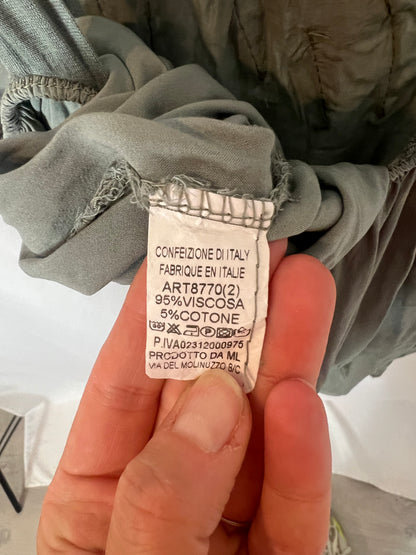 CONFEZIONE DI ITALY
FABRIQUE EN ITALIE
ART8770(2)
95%VISCOSA
5%COTONE
P.IVA02312000975
PRODOTTO DA ML
VIA DEL MOLINUZZO 8/C